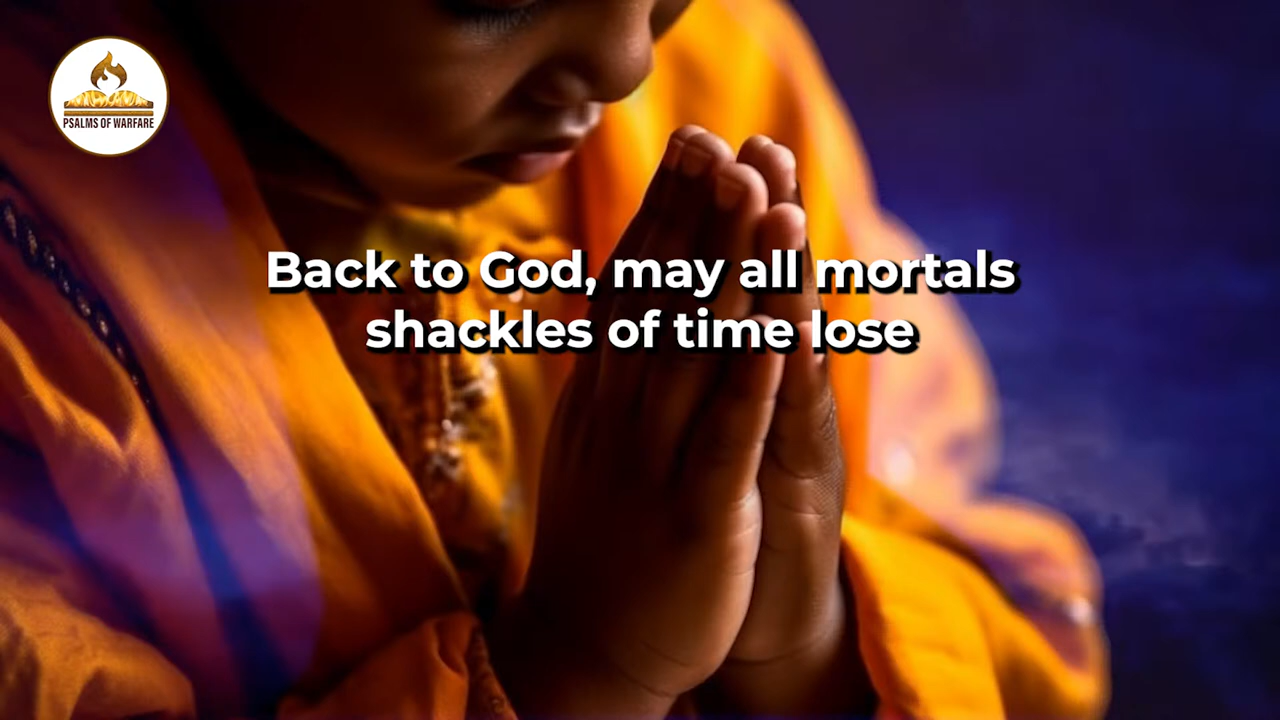 PSALMS OF WARFARE
Back to God, may all mortals
shackles of time lose